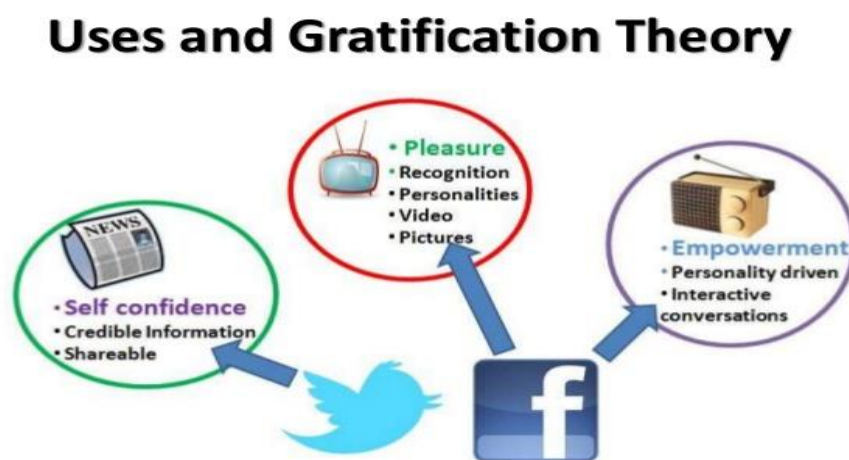 Uses and Gratification Theory
NEWS
• Self confidence
• Credible Information
• Shareable
• Pleasure
• Recognition
• Personalities
• Video
• Pictures
• Empowerment
• Personality driven
• Interactive
conversations
f